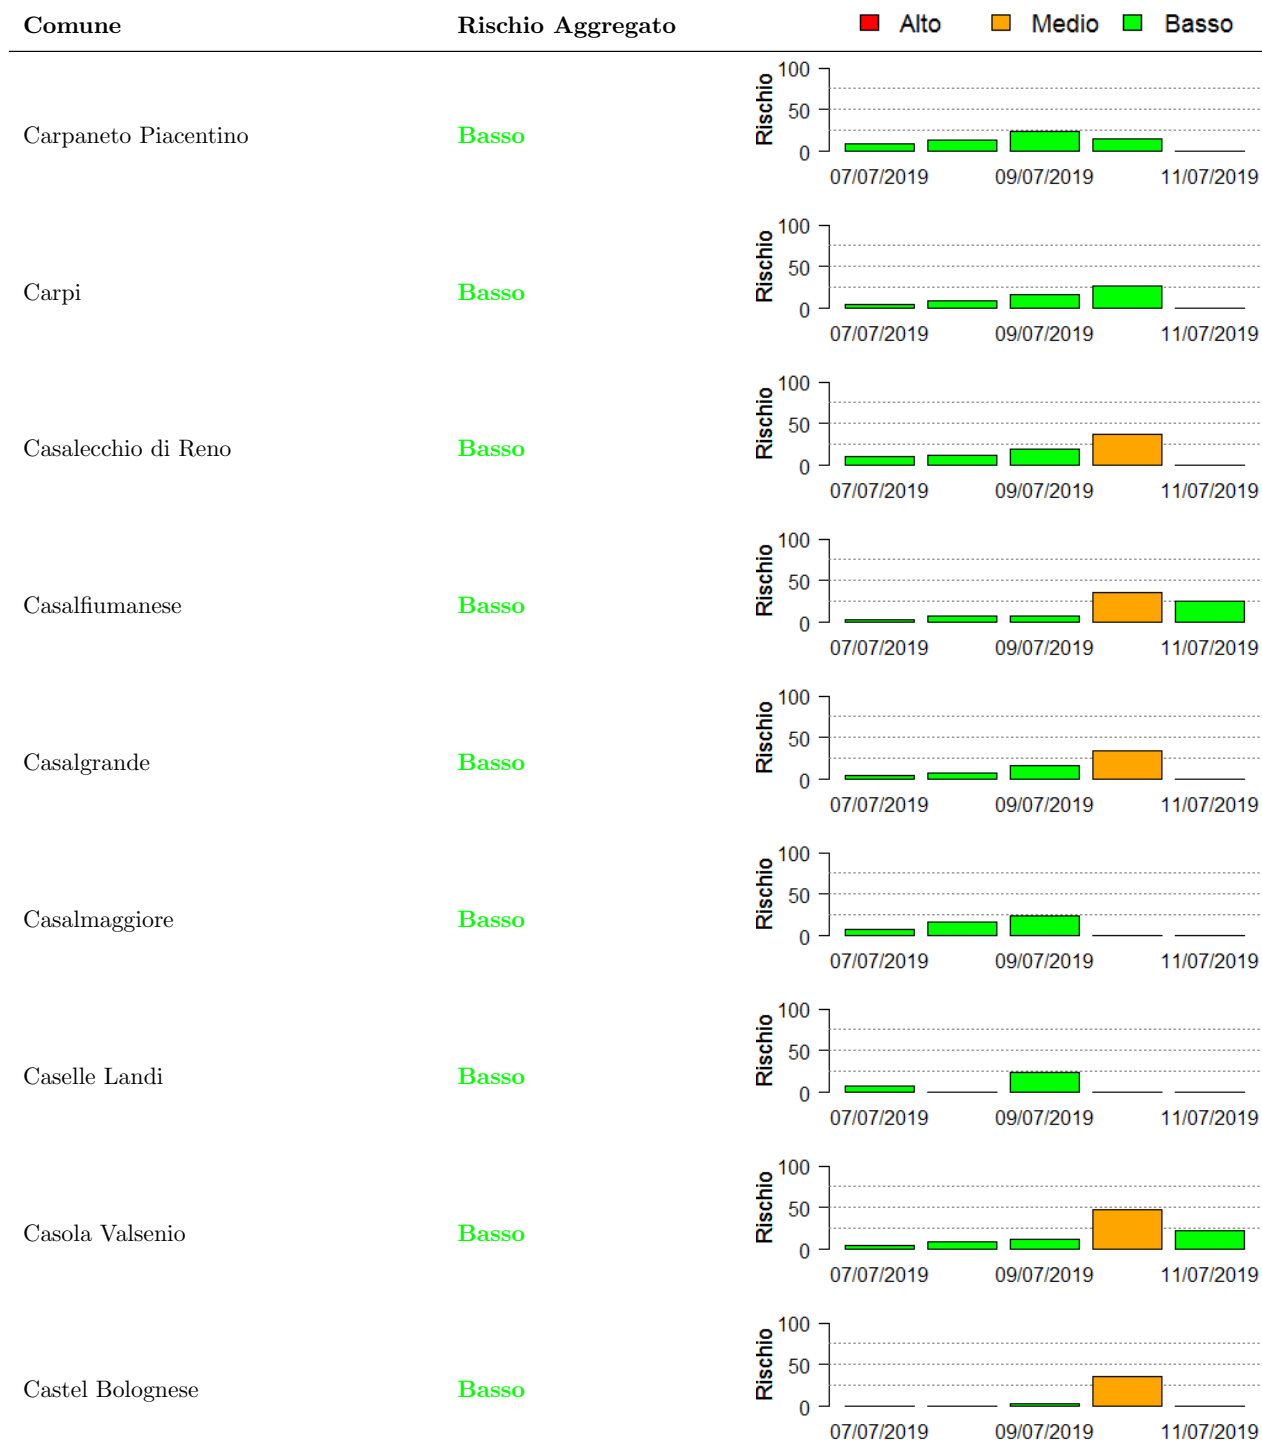 Comune Rischio Aggregato Alto Medio Basso
100
50
0
Rischio
Carpaneto Piacentino Basso
07/07/2019 09/07/2019 11/07/2019
100
50
0
Rischio
Carpi Basso
07/07/2019 09/07/2019 11/07/2019
100
50
0
Rischio
Casalecchio di Reno Basso
07/07/2019 09/07/2019 11/07/2019
100
50
0
Rischio
Casalfiumanese Basso
07/07/2019 09/07/2019 11/07/2019
100
50
0
Rischio
Casalgrande Basso
07/07/2019 09/07/2019 11/07/2019
100
50
0
Rischio
Casalmaggiore Basso
07/07/2019 09/07/2019 11/07/2019
100
50
0
Rischio
Caselle Landi Basso
07/07/2019 09/07/2019 11/07/2019
100
50
0
Rischio
Casola Valsenio Basso
07/07/2019 09/07/2019 11/07/2019
100
50
0
Rischio
Castel Bolognese Basso
07/07/2019 09/07/2019 11/07/2019